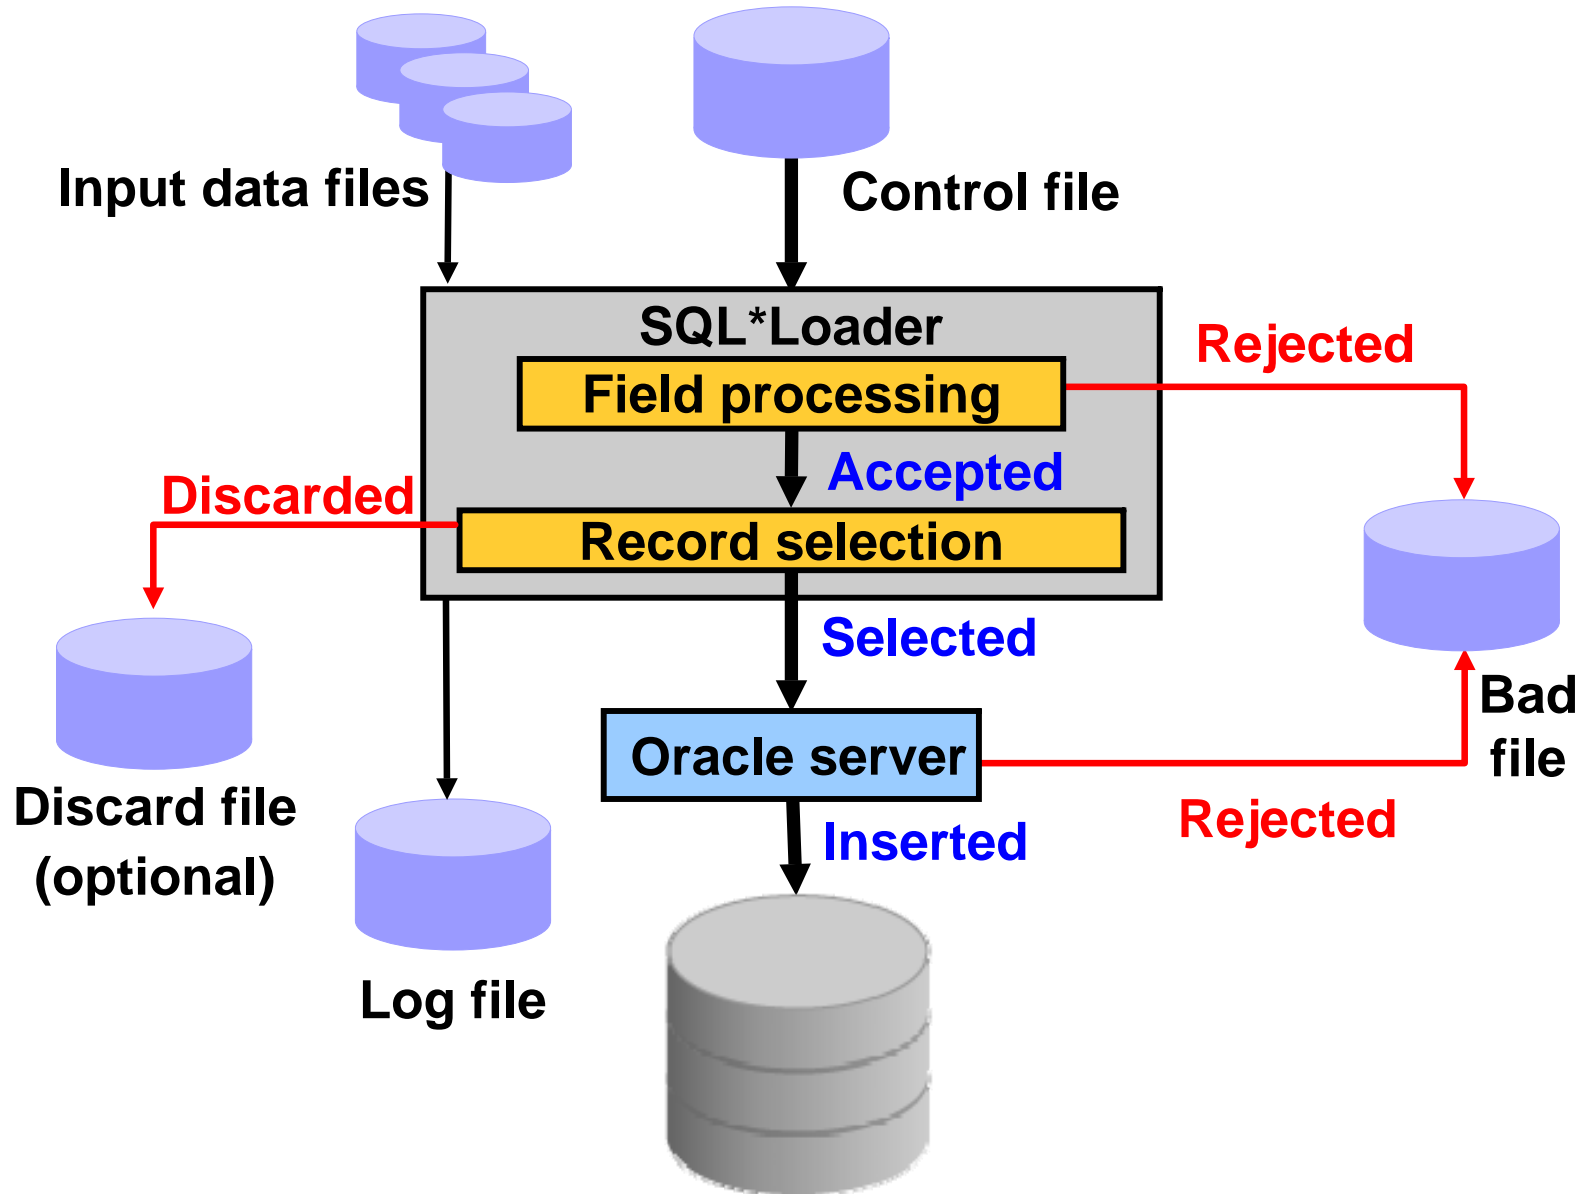 Input data files
Control file
SQL*Loader
Rejected
Field processing
Accepted
Discarded
Record selection
Selected
Bad
file
Oracle server
Discard file
(optional)
Rejected
Inserted
Log file